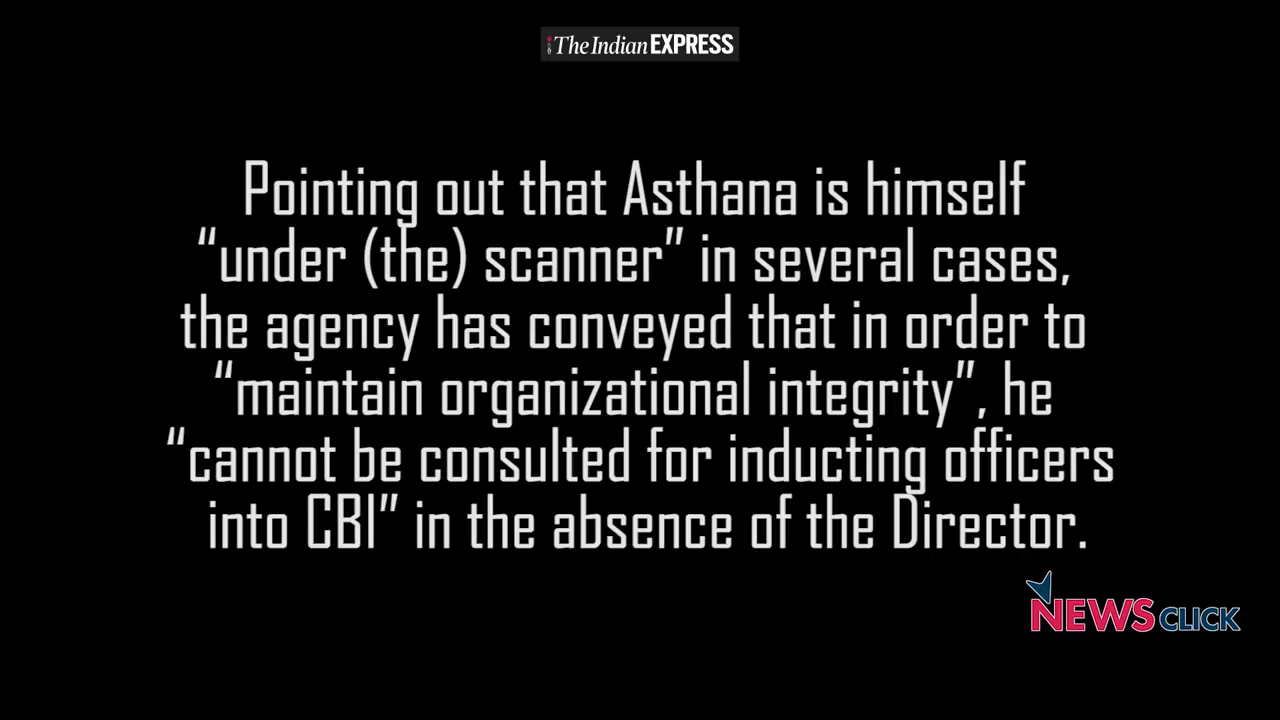 The Indian EXPRESS
Pointing out that Asthana is himself
“under (the) scanner” in several cases,
the agency has conveyed that in order to
“maintain organizational integrity”, he
“cannot be consulted for inducting officers
into CBI” in the absence of the Director.
NEWS CLICK